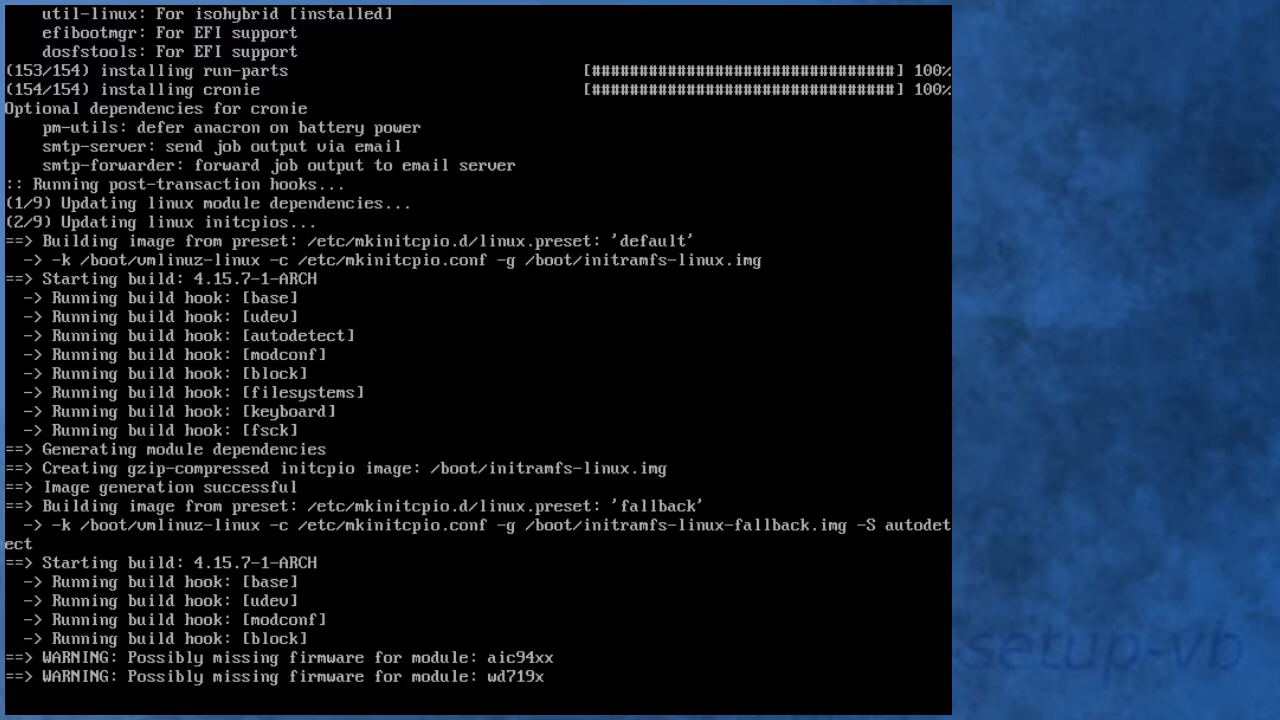 util-linux: For isohybrid [installed]
    efibootmgr: For EFI support
    dosfstools: For EFI support
(153/154) installing run-parts                               [################################] 100%
(154/154) installing cronie                                  [################################] 100%
Optional dependencies for cronie
    pm-utils: defer anacron on battery power
    smtp-server: send job output via email
    smtp-forwarder: forward job output to email server
:: Running post-transaction hooks...
(1/9) Updating linux module dependencies...
(2/9) Updating linux initcpios...
==> Building image from preset: /etc/mkinitcpio.d/linux.preset: 'default'
  -> -k /boot/vmlinuz-linux -c /etc/mkinitcpio.conf -g /boot/initramfs-linux.img
==> Starting build: 4.15.7-1-ARCH
  -> Running build hook: [base]
  -> Running build hook: [udev]
  -> Running build hook: [autodetect]
  -> Running build hook: [modconf]
  -> Running build hook: [block]
  -> Running build hook: [filesystems]
  -> Running build hook: [keyboard]
  -> Running build hook: [fsck]
==> Generating module dependencies
==> Creating gzip-compressed initcpio image: /boot/initramfs-linux.img
==> Image generation successful
==> Building image from preset: /etc/mkinitcpio.d/linux.preset: 'fallback'
  -> -k /boot/vmlinuz-linux -c /etc/mkinitcpio.conf -g /boot/initramfs-linux-fallback.img -S autodet
ect
==> Starting build: 4.15.7-1-ARCH
  -> Running build hook: [base]
  -> Running build hook: [udev]
  -> Running build hook: [modconf]
  -> Running build hook: [block]
==> WARNING: Possibly missing firmware for module: aic94xx
==> WARNING: Possibly missing firmware for module: wd719x
setup-vb